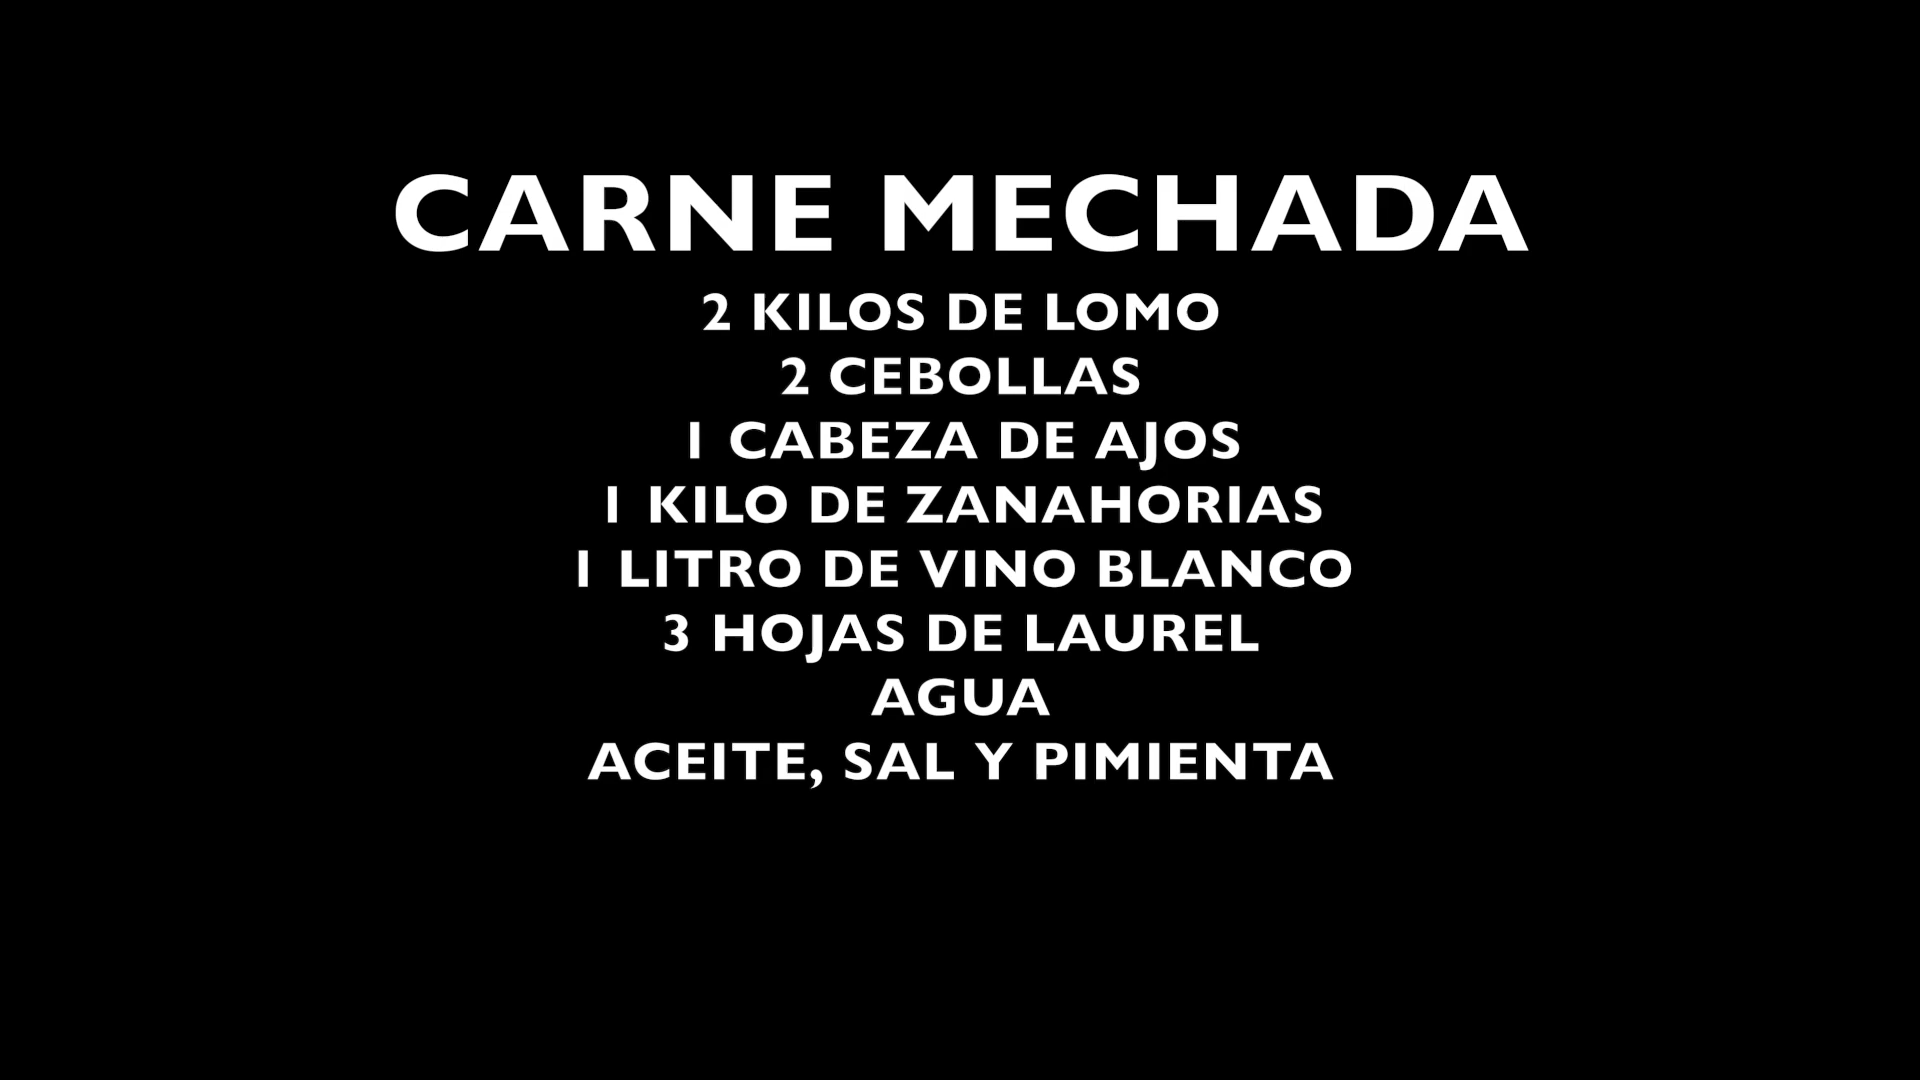 CARNE MECHADA
2 KILOS DE LOMO
2 CEBOLLAS
1 CABEZA DE AJOS
1 KILO DE ZANAHORIAS
1 LITRO DE VINO BLANCO
3 HOJAS DE LAUREL
AGUA
ACEITE, SAL Y PIMIENTA